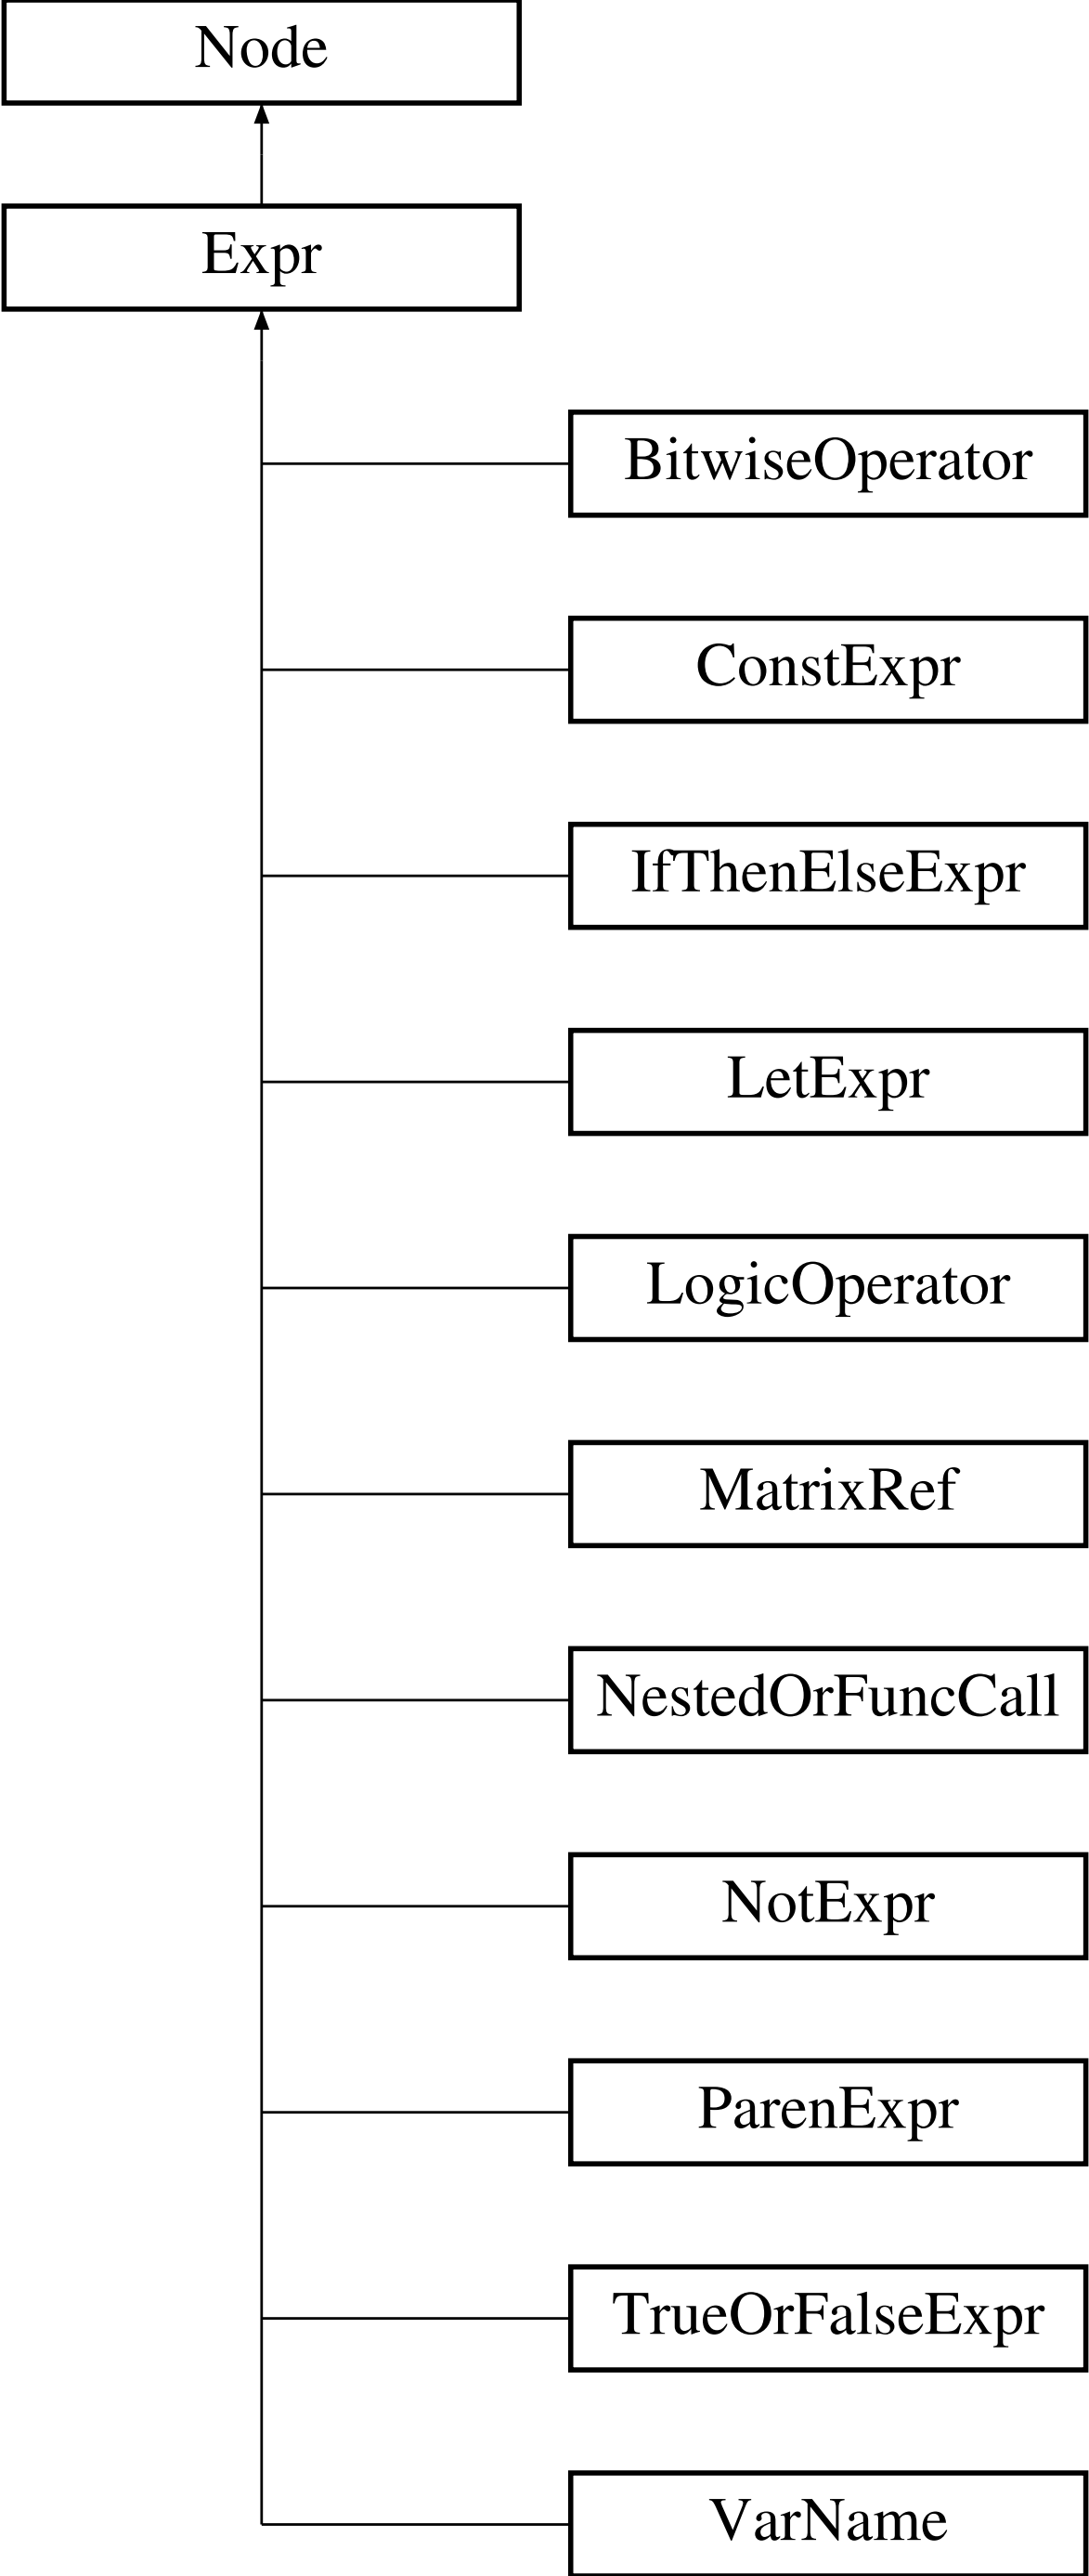 Node
Expr
BitwiseOperator
ConstExpr
IfThenElseExpr
LetExpr
LogicOperator
MatrixRef
NestedOrFuncCall
NotExpr
ParenExpr
TrueOrFalseExpr
VarName